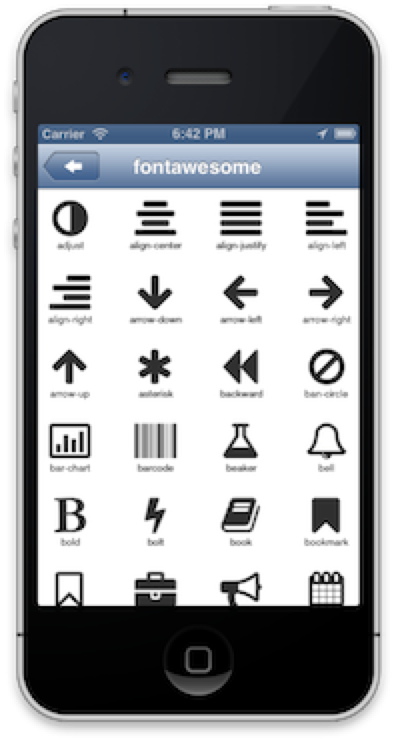 Carrier 6:42 PM
fontawesome
adjust align-center align-justify align-left
align-right arrow-down arrow-left arrow-right
arrow-up asterisk backward ban-circle
bar-chart barcode beaker bell
B
bold bolt book bookmark